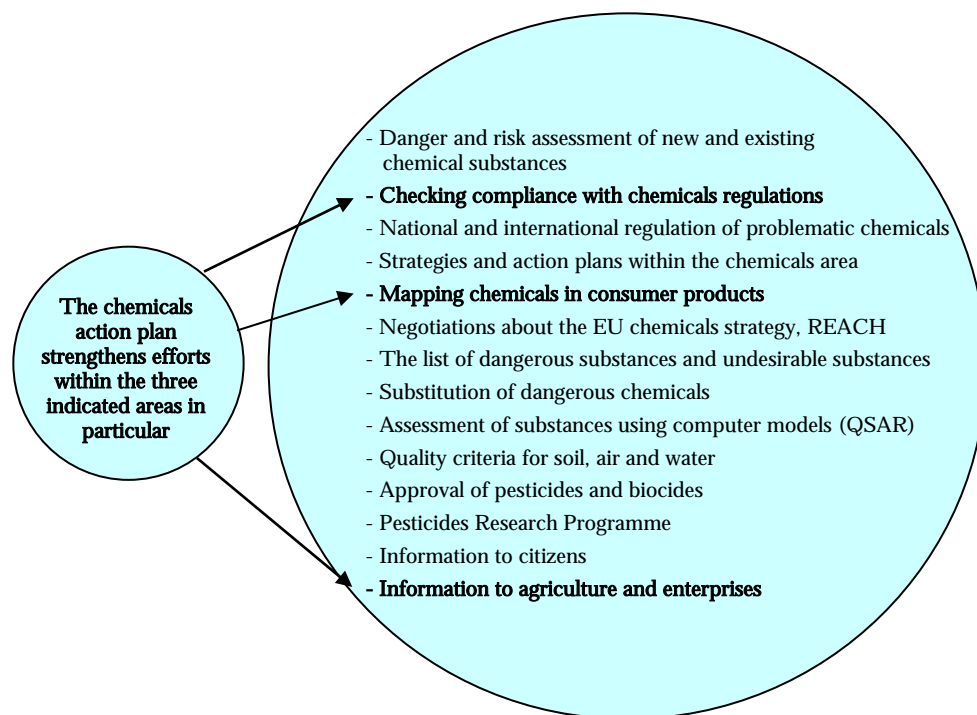 - Danger and risk assessment of new and existing
chemical substances
- Checking compliance with chemicals regulations
- National and international regulation of problematic chemicals
- Strategies and action plans within the chemicals area
- Mapping chemicals in consumer products
- Negotiations about the EU chemicals strategy, REACH
- The list of dangerous substances and undesirable substances
- Substitution of dangerous chemicals
- Assessment of substances using computer models (QSAR)
- Quality criteria for soil, air and water
- Approval of pesticides and biocides
- Pesticides Research Programme
- Information to citizens
- Information to agriculture and enterprises
The chemicals
action plan
strengthens efforts
within the three
indicated areas in
particular